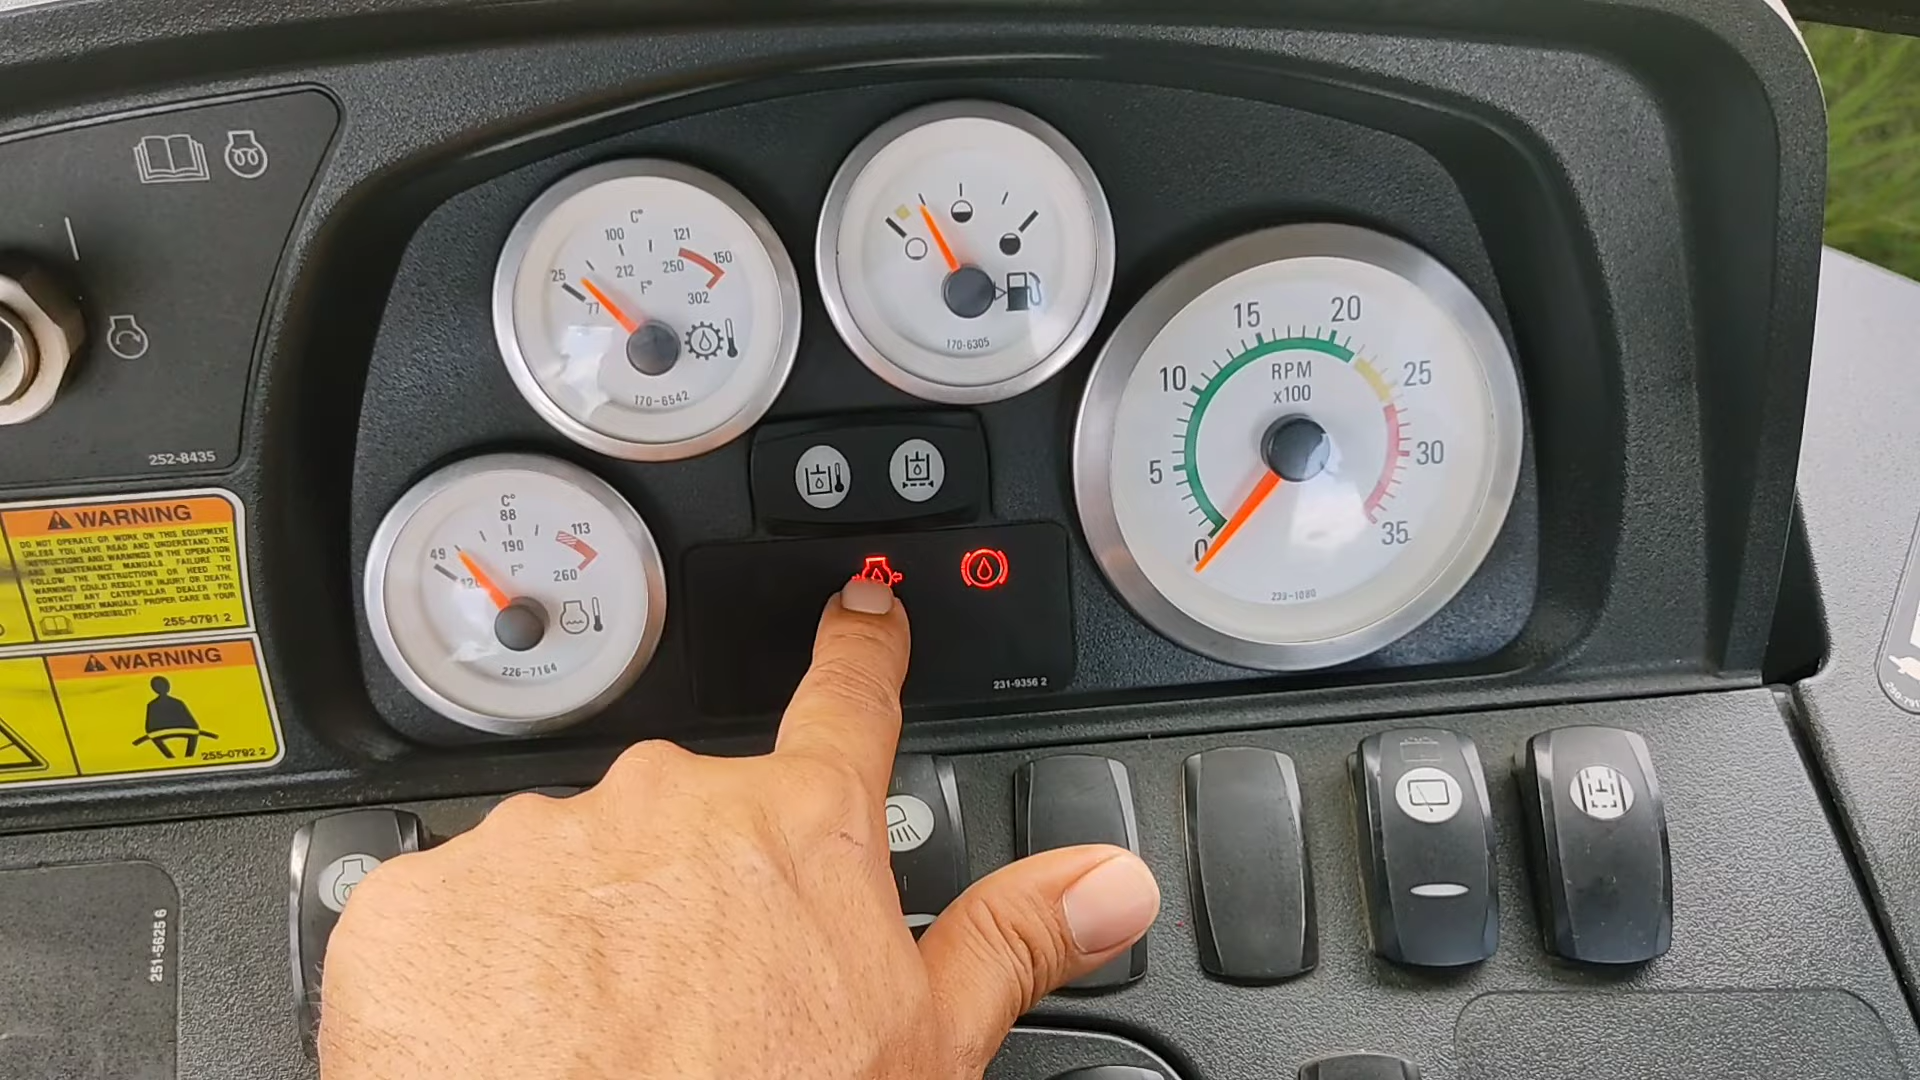 252-8435
WARNING
DO NOT OPERATE OR WORK ON THIS EQUIPMENT
UNLESS YOU HAVE READ AND UNDERSTAND THE
INSTRUCTIONS AND WARNINGS IN THE OPERATION
AND MAINTENANCE MANUALS. FAILURE TO
FOLLOW THE INSTRUCTIONS OR HEED THE
WARNINGS COULD RESULT IN INJURY OR DEATH.
CONTACT ANY CATERPILLAR DEALER FOR
REPLACEMENT MANUALS. PROPER CARE IS YOUR
RESPONSIBILITY.
255-0791 2
WARNING
255-0792 2
C°
25 100 121 150
77 212 250 302
F°
170-6542
170-6305
C°
49 88 113
190 260
F°
226-7164
0 5 10 15 20 25 30 35
RPM
x100
239-1080
231-9356 2
251-5625 6